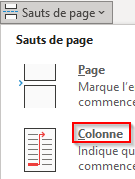 Sauts de page
Sauts de page
Page
Marque l'e
commence
Colonne
Indique qu
commence